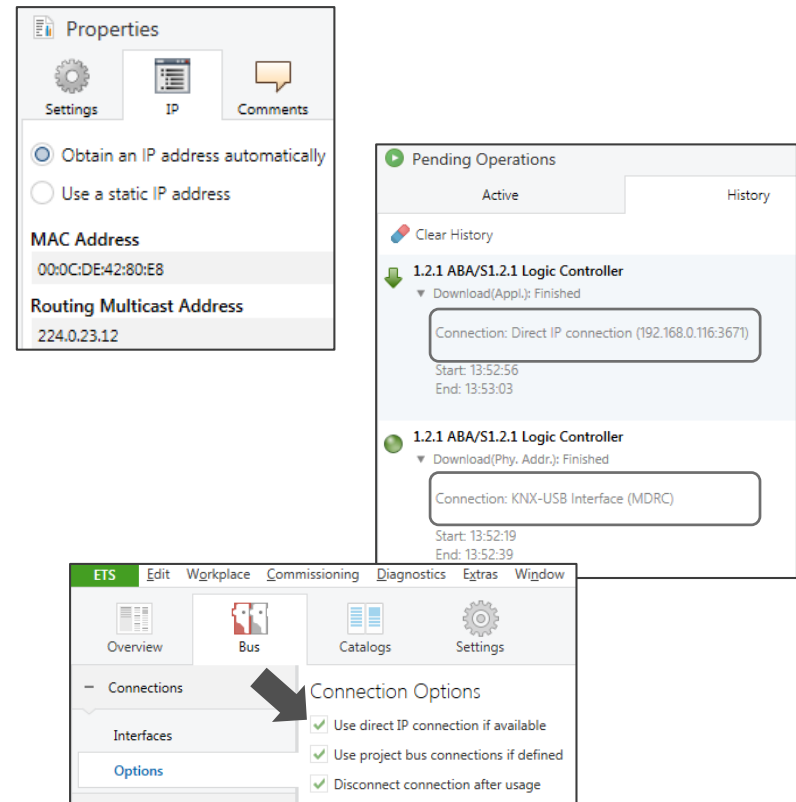 Properties
Settings IP Comments
Obtain an IP address automatically
Use a static IP address
MAC Address
00:0C:DE:42:80:E8
Routing Multicast Address
224.0.23.12
Pending Operations
Active History
Clear History
1.2.1 ABA/S1.2.1 Logic Controller
Download(Appl.): Finished
Connection: Direct IP connection (192.168.0.116:3671)
Start: 13:52:56
End: 13:53:03
1.2.1 ABA/S1.2.1 Logic Controller
Download(Phy. Addr.): Finished
Connection: KNX-USB Interface (MDRC)
Start: 13:52:19
End: 13:52:39
ETS Edit Workplace Commissioning Diagnostics Extras Window
Overview Bus Catalogs Settings
Connections
Interfaces
Options
Connection Options
Use direct IP connection if available
Use project bus connections if defined
Disconnect connection after usage